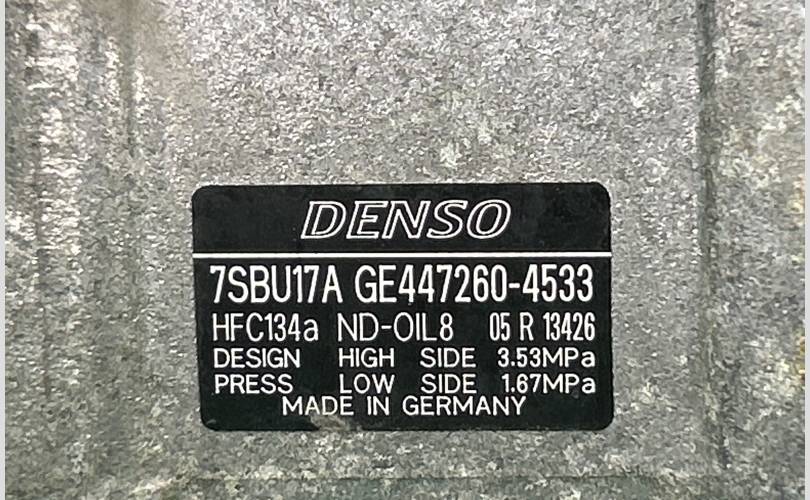 DENSO
7SBU17A GE447260-4533
HFC134a ND-OIL8 05 R 13426
DESIGN HIGH SIDE 3.53MPa
PRESS LOW SIDE 1.67MPa
MADE IN GERMANY